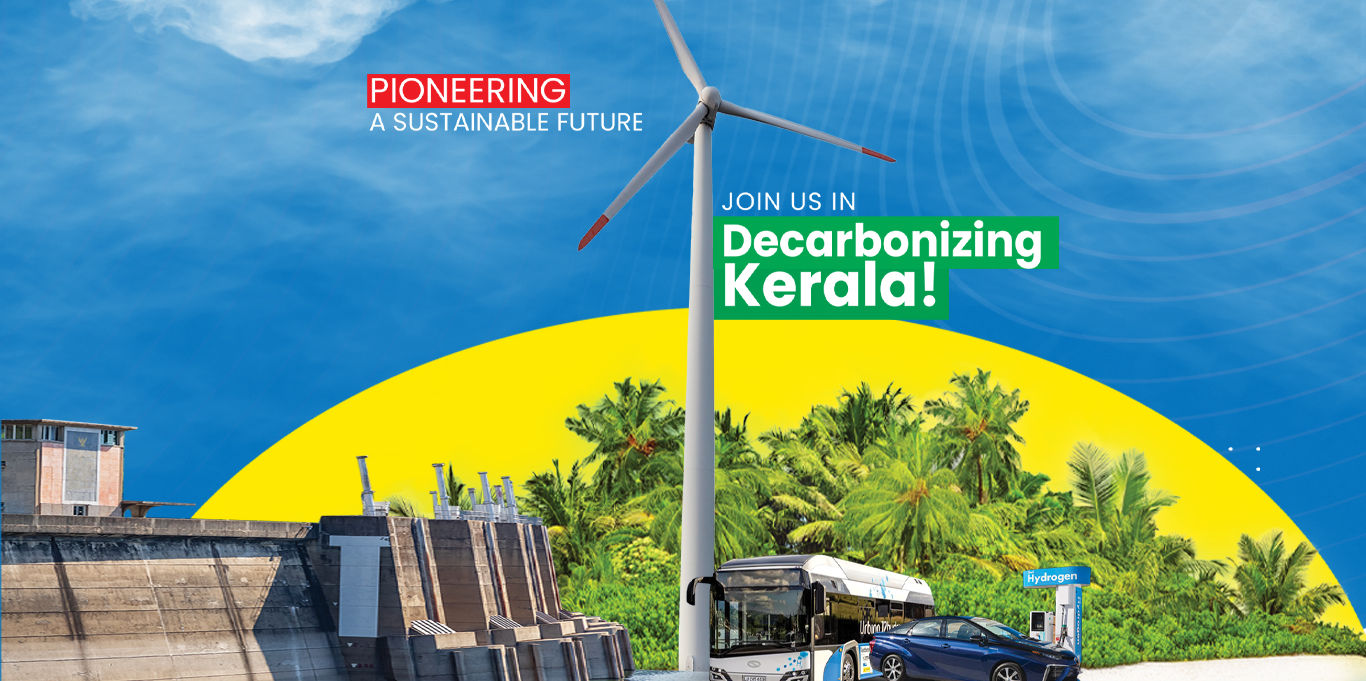 PIONEERING
A SUSTAINABLE FUTURE
JOIN US IN
Decarbonizing
Kerala!
Hydrogen